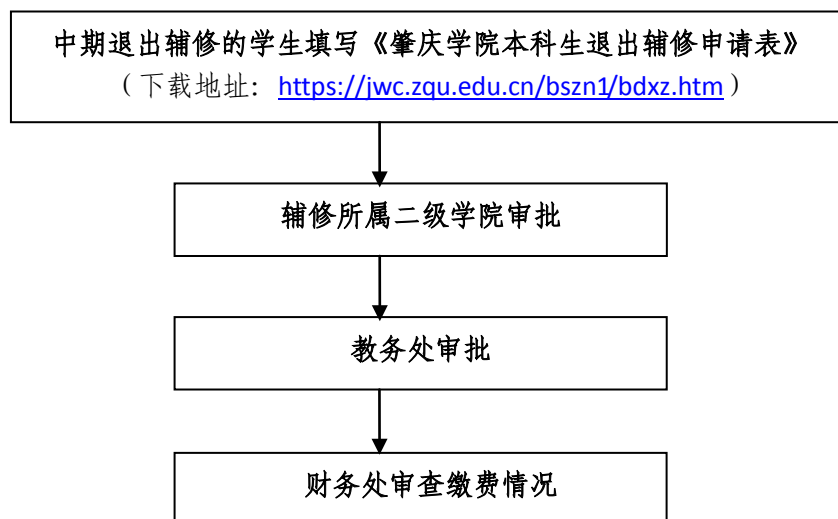 中期退出辅修的学生填写《肇庆学院本科生退出辅修申请表》
（下载地址：https://jwc.zqu.edu.cn/bszn1/bdxz.htm）
辅修所属二级学院审批
教务处审批
财务处审查缴费情况